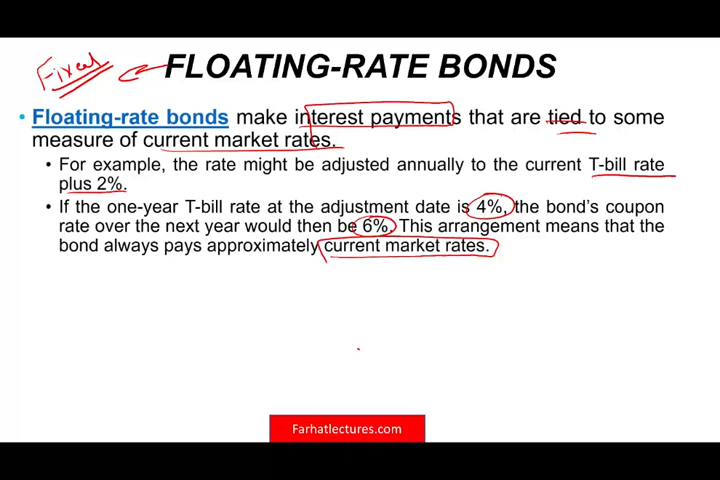 Fixed
FLOATING-RATE BONDS
• Floating-rate bonds make interest payments that are tied to some
measure of current market rates.
• For example, the rate might be adjusted annually to the current T-bill rate
plus 2%.
• If the one-year T-bill rate at the adjustment date is 4%, the bond's coupon
rate over the next year would then be 6%. This arrangement means that the
bond always pays approximately current market rates.
Farhatlectures.com